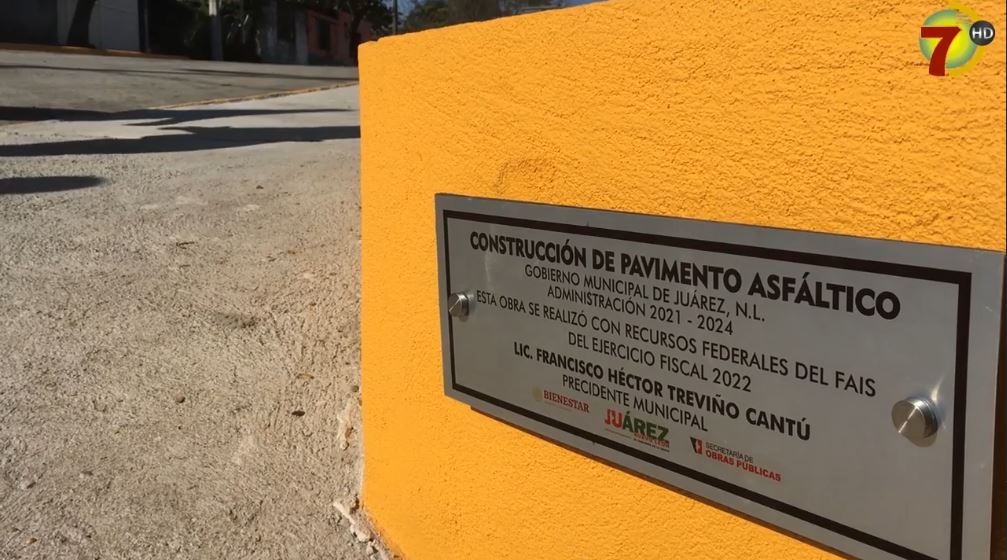 7 HD
CONSTRUCCIÓN DE PAVIMENTO ASFÁLTICO
GOBIERNO MUNICIPAL DE JUÁREZ, N.L.
ADMINISTRACIÓN 2021 - 2024
ESTA OBRA SE REALIZÓ CON RECURSOS FEDERALES DEL FAIS
DEL EJERCICIO FISCAL 2022
LIC. FRANCISCO HÉCTOR TREVIÑO CANTÚ
PRESIDENTE MUNICIPAL
BIENESTAR
JUÁREZ
SECRETARÍA DE
OBRAS PÚBLICAS